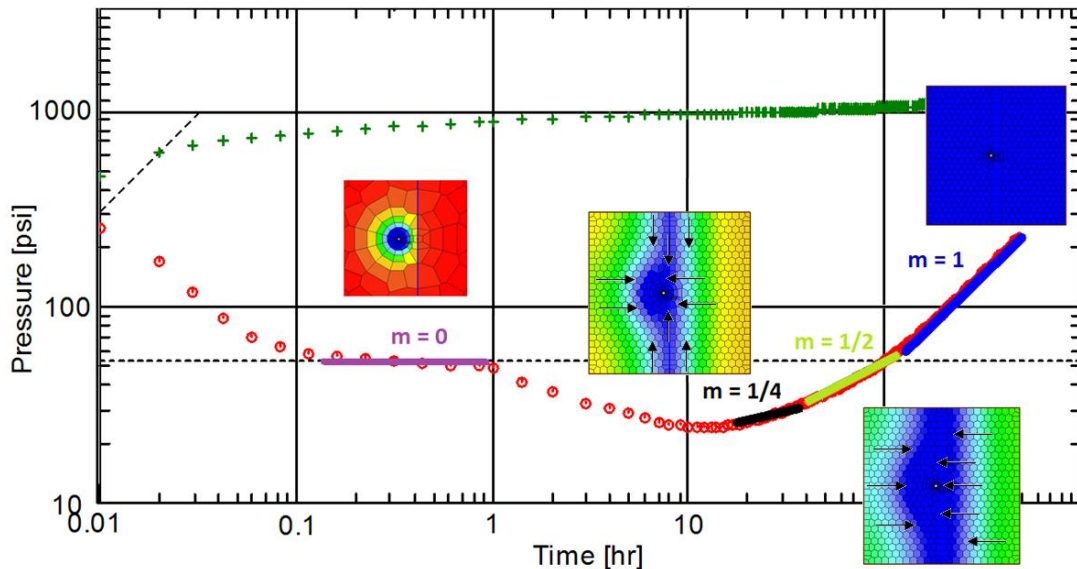 Pressure [psi]
1000
100
10
m = 0
m = 1/4
m = 1/2
m = 1
0.01
0.1
1
10
Time [hr]